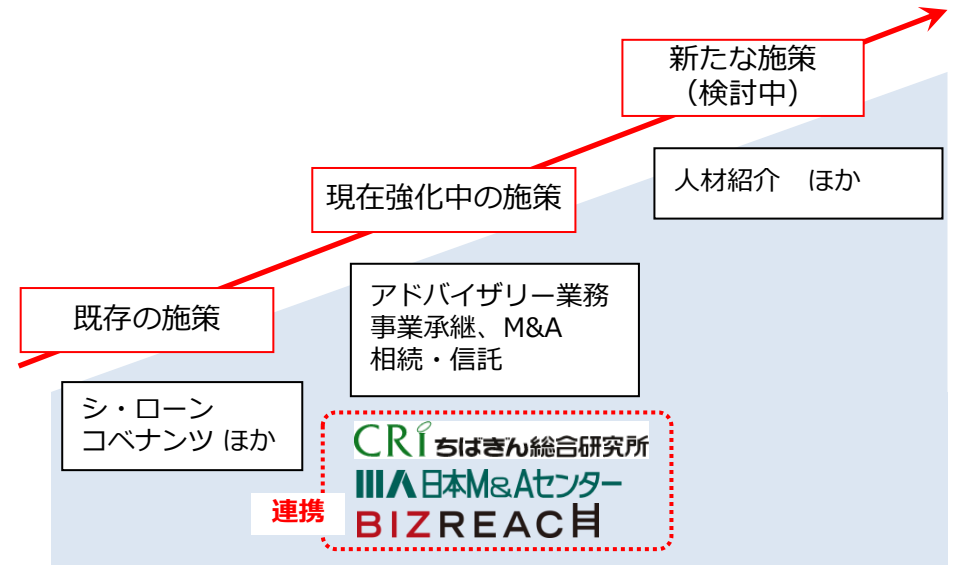 新たな施策
（検討中）
人材紹介　ほか
現在強化中の施策
アドバイザリー業務
事業承継、M&A
相続・信託
既存の施策
シ・ローン
コベナンツ ほか
連携
CRI ちばぎん総合研究所
日本M&Aセンター
BIZREACH